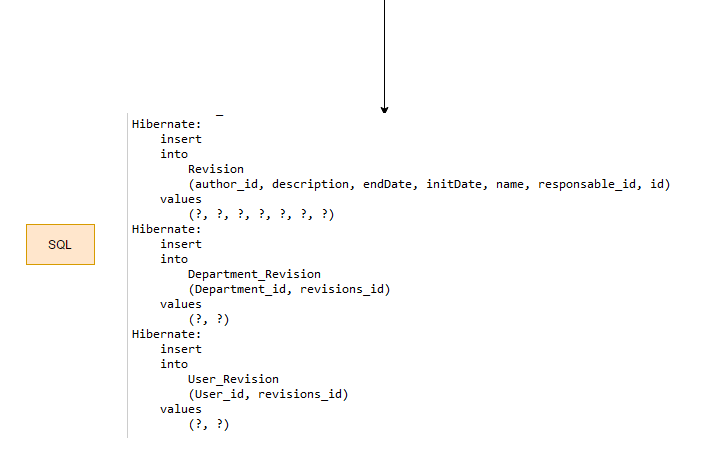 Hibernate:
    insert
    into
        Revision
        (author_id, description, endDate, initDate, name, responsable_id, id)
    values
        (?, ?, ?, ?, ?, ?, ?)
SQL
Hibernate:
    insert
    into
        Department_Revision
        (Department_id, revisions_id)
    values
        (?, ?)
Hibernate:
    insert
    into
        User_Revision
        (User_id, revisions_id)
    values
        (?, ?)